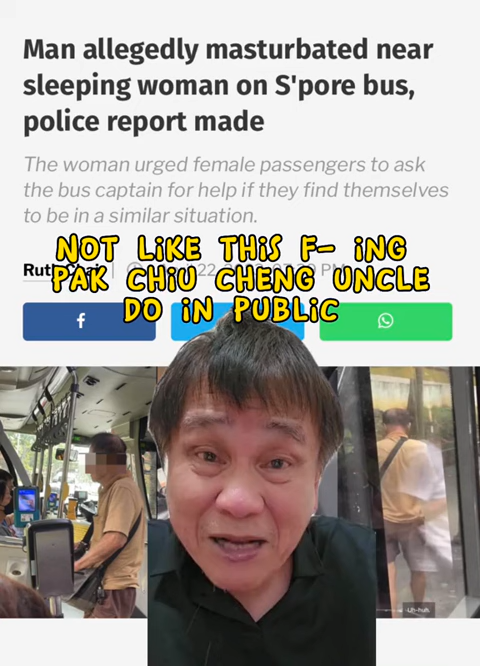 Man allegedly masturbated near
sleeping woman on S'pore bus,
police report made
The woman urged female passengers to ask
the bus captain for help if they find themselves
to be in a similar situation.
NOT LIKE THIS F- ING
PAK CHIU CHENG UNCLE
DO IN PUBLIC
Uh-huh.